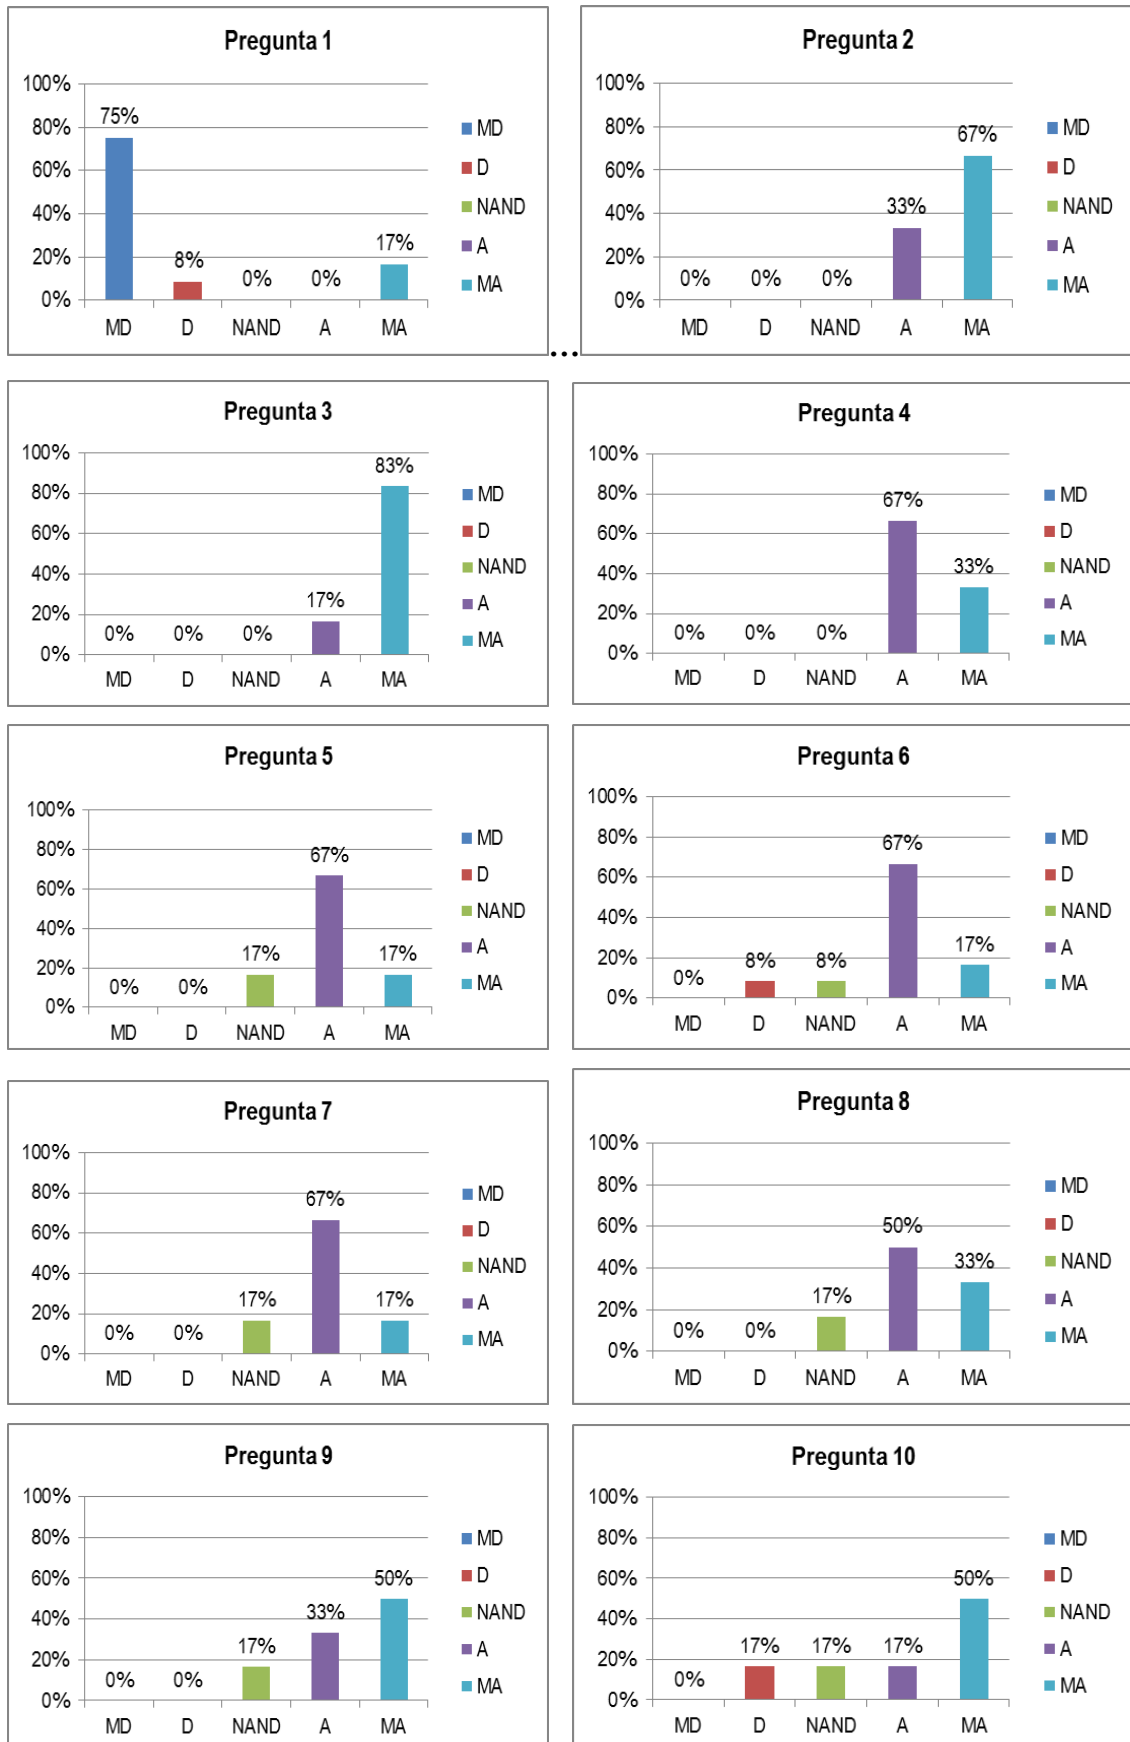 Pregunta 1
100%
80%
60%
40%
20%
0%
75%
8%
0%
0%
17%
MD
D
NAND
A
MA
MD
D
NAND
A
MA
Pregunta 2
100%
80%
60%
40%
20%
0%
0%
0%
0%
33%
67%
MD
D
NAND
A
MA
MD
D
NAND
A
MA
...
Pregunta 3
100%
80%
60%
40%
20%
0%
0%
0%
0%
17%
83%
MD
D
NAND
A
MA
MD
D
NAND
A
MA
Pregunta 4
100%
80%
60%
40%
20%
0%
0%
0%
0%
67%
33%
MD
D
NAND
A
MA
MD
D
NAND
A
MA
Pregunta 5
100%
80%
60%
40%
20%
0%
0%
0%
17%
67%
17%
MD
D
NAND
A
MA
MD
D
NAND
A
MA
Pregunta 6
100%
80%
60%
40%
20%
0%
0%
8%
8%
67%
17%
MD
D
NAND
A
MA
MD
D
NAND
A
MA
Pregunta 7
100%
80%
60%
40%
20%
0%
0%
0%
17%
67%
17%
MD
D
NAND
A
MA
MD
D
NAND
A
MA
Pregunta 8
100%
80%
60%
40%
20%
0%
0%
0%
17%
50%
33%
MD
D
NAND
A
MA
MD
D
NAND
A
MA
Pregunta 9
100%
80%
60%
40%
20%
0%
0%
0%
17%
33%
50%
MD
D
NAND
A
MA
MD
D
NAND
A
MA
Pregunta 10
100%
80%
60%
40%
20%
0%
0%
17%
17%
17%
50%
MD
D
NAND
A
MA
MD
D
NAND
A
MA